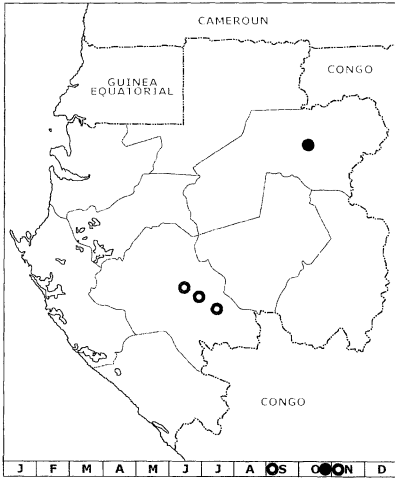 CAMEROUN
GUINEA
EQUATORIAL
CONGO
CONGO
J F M A M J J A S O N D